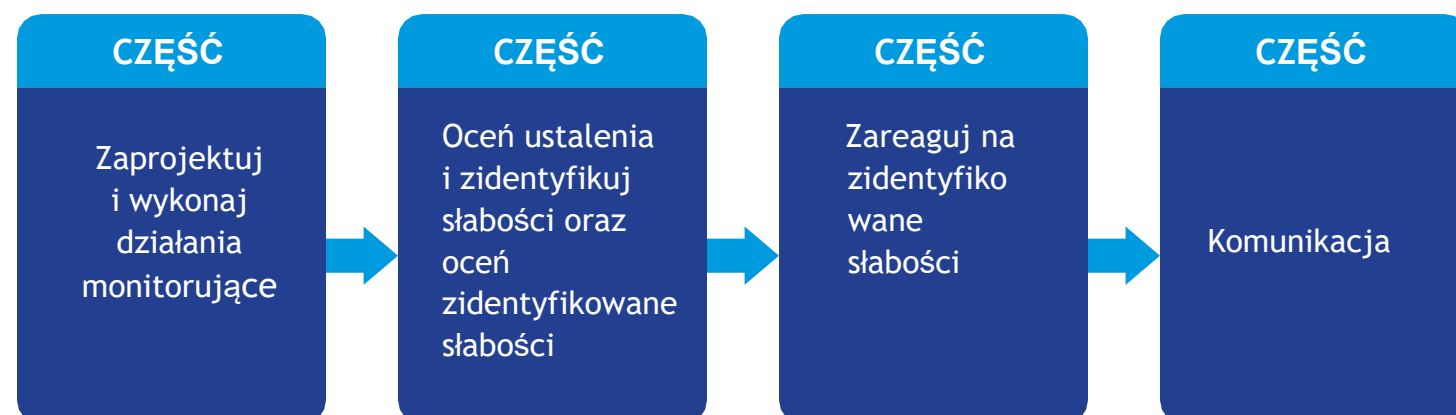 CZĘŚĆ
Zaprojektuj
i wykonaj
działania
monitorujące
CZĘŚĆ
Oceń ustalenia
i zidentyfikuj
słabości oraz
oceń
zidentyfikowane
słabości
CZĘŚĆ
Zareaguj na
zidentyfiko
wane
słabości
CZĘŚĆ
Komunikacja